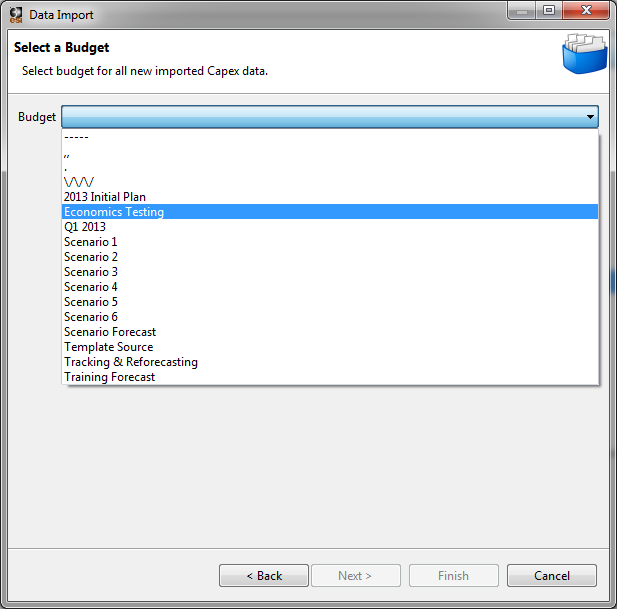 esi Data Import
Select a Budget
Select budget for all new imported Capex data.
Budget
-----
,,
.
\/\/\/
2013 Initial Plan
Economics Testing
Q1 2013
Scenario 1
Scenario 2
Scenario 3
Scenario 4
Scenario 5
Scenario 6
Scenario Forecast
Template Source
Tracking & Reforecasting
Training Forecast
< Back Next > Finish Cancel